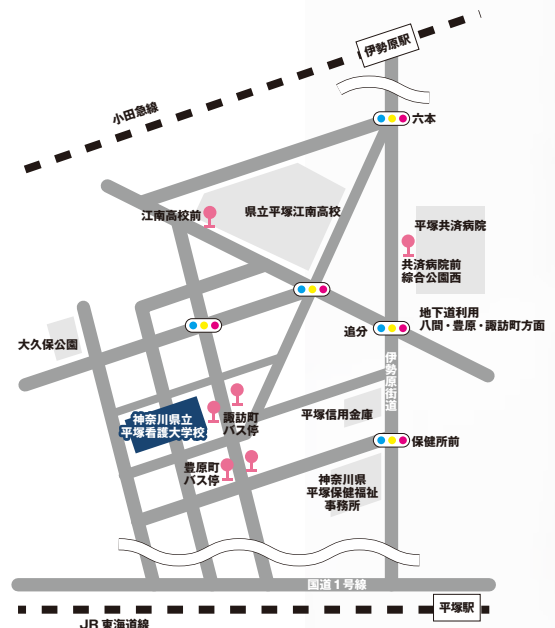 伊勢原駅
小田急線
六本
江南高校前
県立平塚江南高校
平塚共済病院
共済病院前
綜合公園西
地下道利用
八間・豊原・諏訪町方面
追分
大久保公園
伊勢原街道
神奈川県立
平塚看護大学校
諏訪町
バス停
平塚信用金庫
保健所前
豊原町
バス停
神奈川県
平塚保健福祉
事務所
国道1号線
平塚駅
JR東海道線